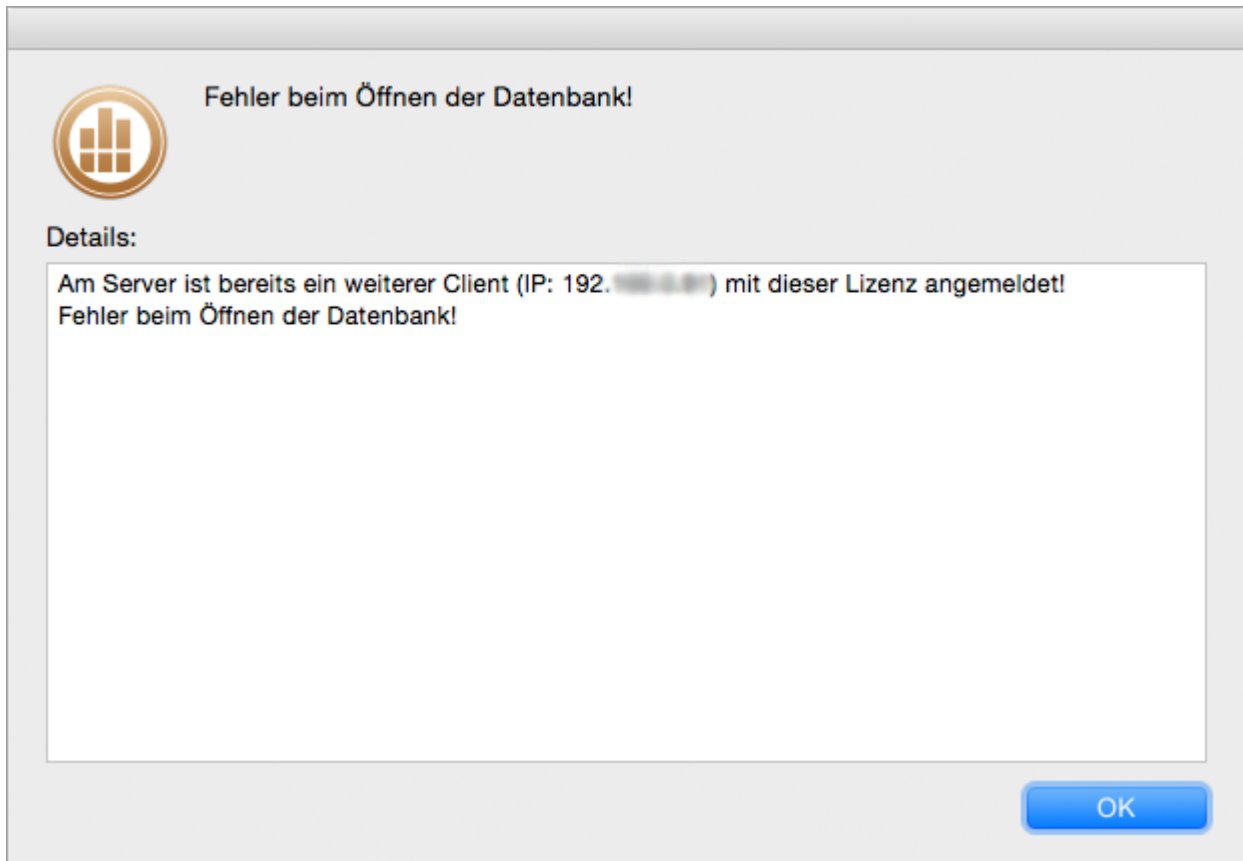 Fehler beim Öffnen der Datenbank!
Details:
Am Server ist bereits ein weiterer Client (IP: 192. ) mit dieser Lizenz angemeldet!
Fehler beim Öffnen der Datenbank!
OK